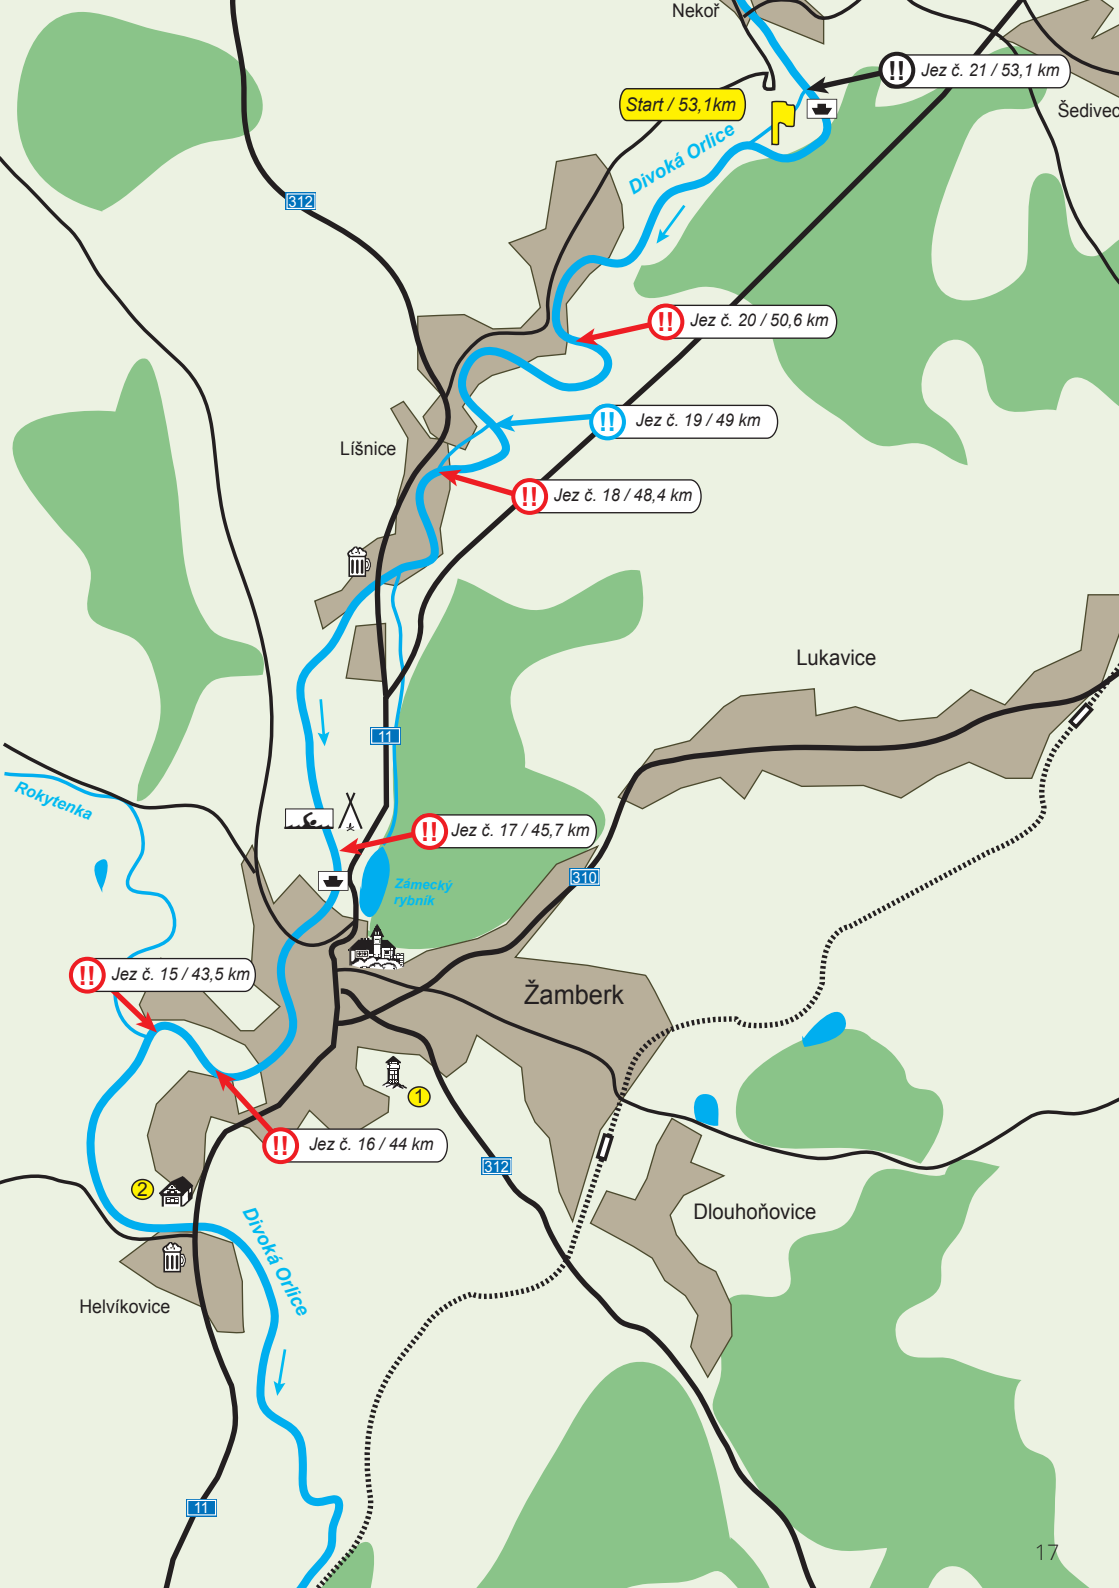 Nekoř
!! Jez č. 21 / 53,1 km
Start / 53,1km
Šedivec
Divoká Orlice
312
!! Jez č. 20 / 50,6 km
!! Jez č. 19 / 49 km
Líšnice
!! Jez č. 18 / 48,4 km
Lukavice
11
Rokytenka
!! Jez č. 17 / 45,7 km
310
Zámecký
rybník
!! Jez č. 15 / 43,5 km
Žamberk
1
!! Jez č. 16 / 44 km
312
2
Dlouhoňovice
Divoká Orlice
Helvíkovice
11
17